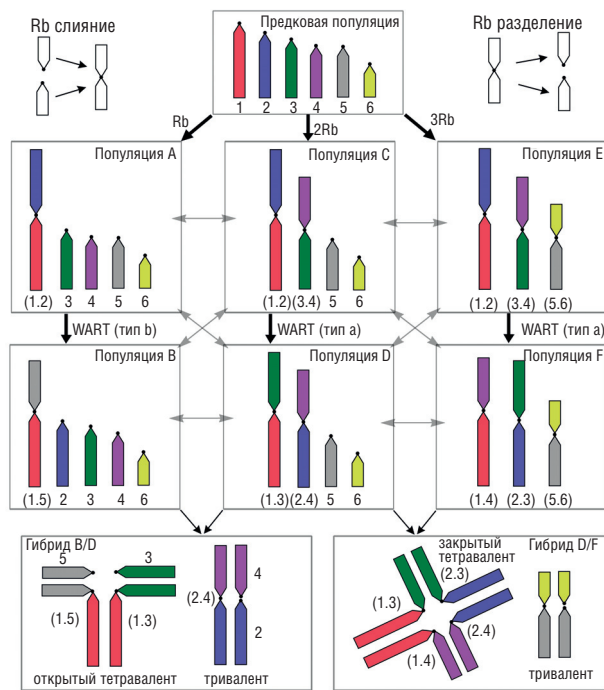 Rb слияние
Предковая популяция
Rb разделение
1 2 3 4 5 6
Rb
2Rb
3Rb
Популяция A
Популяция C
Популяция E
(1.2) 3 4 5 6
(1.2) (3.4) 5 6
(1.2) (3.4) (5.6)
WART (тип b)
WART (тип a)
WART (тип a)
Популяция B
Популяция D
Популяция F
(1.5) 2 3 4 6
(1.3) (2.4) 5 6
(1.4) (2.3) (5.6)
Гибрид B/D
5
3
4
(2.4)
(1.5)
(1.3)
2
открытый тетравалент
тривалент
закрытый
тетравалент
Гибрид D/F
(2.3)
(1.3)
(2.4)
(1.4)
тривалент